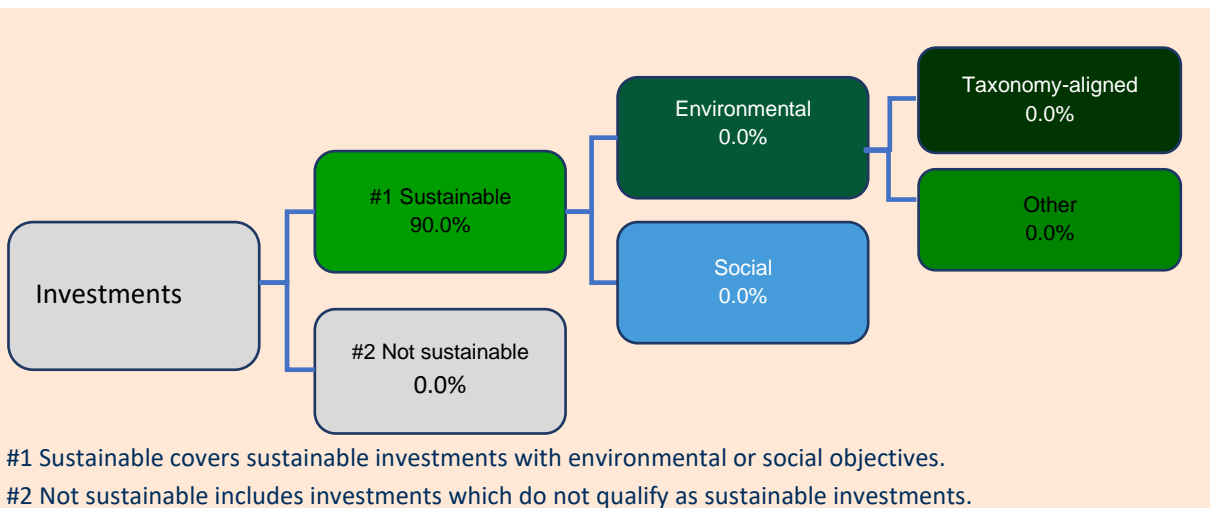 Investments
#1 Sustainable
90.0%
#2 Not sustainable
0.0%
Environmental
0.0%
Social
0.0%
Taxonomy-aligned
0.0%
Other
0.0%
#1 Sustainable covers sustainable investments with environmental or social objectives.
#2 Not sustainable includes investments which do not qualify as sustainable investments.